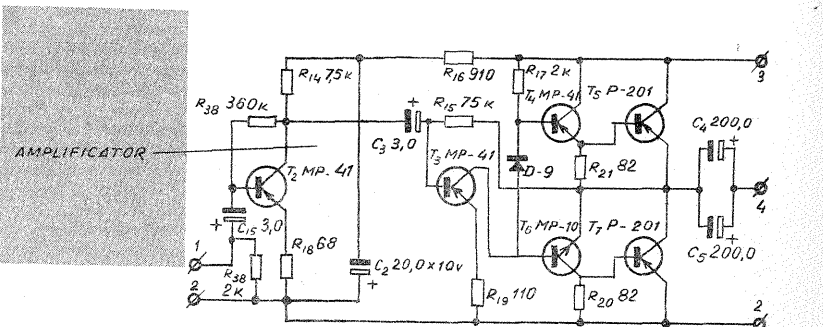 AMPLIFICATOR
R38 360K
R14 7,5K
T2 MP-41
C15 3,0
R38 2K
R18 68
C2 20,0x10v
C3 3,0
R16 910
R15 75K
T3 MP-41
R19 110
R17 2K
T4 MP-41
T5 P-201
D-9
R21 82
T6 MP-10
T7 P-201
R20 82
C4 200,0
C5 200,0
1
2
3
4
2
+
+
+
+
+